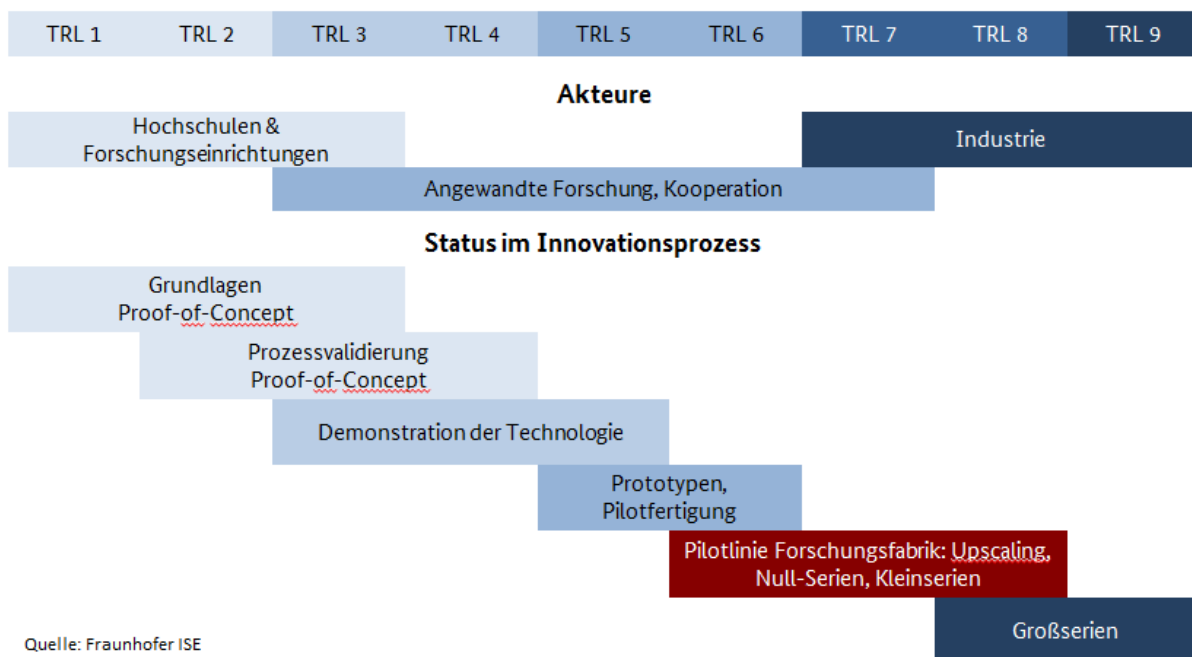 TRL 1 TRL 2 TRL 3 TRL 4 TRL 5 TRL 6 TRL 7 TRL 8 TRL 9
Akteure
Hochschulen &
Forschungseinrichtungen
Industrie
Angewandte Forschung, Kooperation
Status im Innovationsprozess
Grundlagen
Proof-of-Concept
Prozessvalidierung
Proof-of-Concept
Demonstration der Technologie
Prototypen,
Pilotfertigung
Pilotlinie Forschungsfabrik: Upscaling,
Null-Serien, Kleinserien
Großserien
Quelle: Fraunhofer ISE